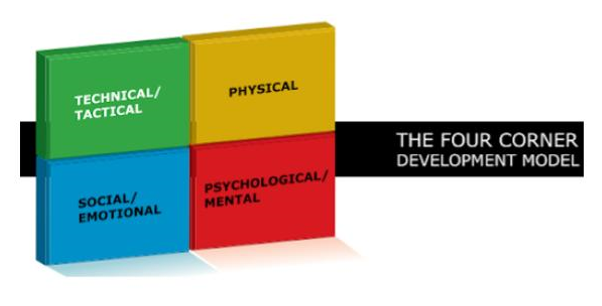 TECHNICAL/
TACTICAL
PHYSICAL
THE FOUR CORNER
DEVELOPMENT MODEL
SOCIAL/
EMOTIONAL
PSYCHOLOGICAL/
MENTAL